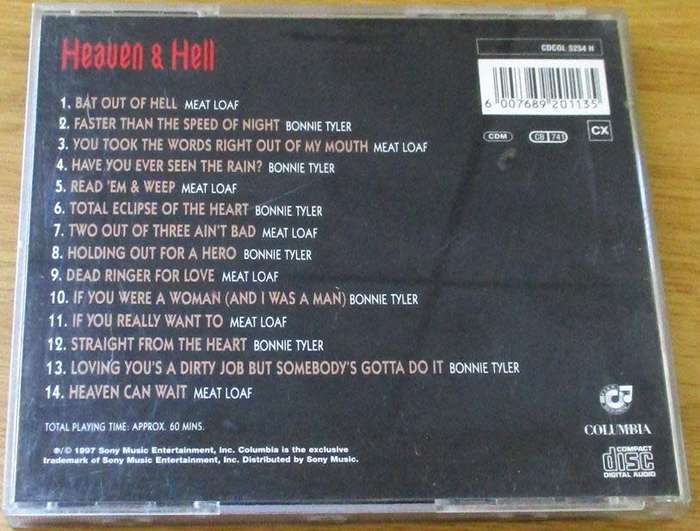 Heaven & Hell
CDCOL 5254 H
6 007689 201135
CDM
CB 741
CX
1. BAT OUT OF HELL MEAT LOAF
2. FASTER THAN THE SPEED OF NIGHT BONNIE TYLER
3. YOU TOOK THE WORDS RIGHT OUT OF MY MOUTH MEAT LOAF
4. HAVE YOU EVER SEEN THE RAIN? BONNIE TYLER
5. READ 'EM & WEEP MEAT LOAF
6. TOTAL ECLIPSE OF THE HEART BONNIE TYLER
7. TWO OUT OF THREE AIN'T BAD MEAT LOAF
8. HOLDING OUT FOR A HERO BONNIE TYLER
9. DEAD RINGER FOR LOVE MEAT LOAF
10. IF YOU WERE A WOMAN (AND I WAS A MAN) BONNIE TYLER
11. IF YOU REALLY WANT TO MEAT LOAF
12. STRAIGHT FROM THE HEART BONNIE TYLER
13. LOVING YOU'S A DIRTY JOB BUT SOMEBODY'S GOTTA DO IT BONNIE TYLER
14. HEAVEN CAN WAIT MEAT LOAF
TOTAL PLAYING TIME: APPROX. 60 MINS.
℗/© 1997 Sony Music Entertainment, Inc. Columbia is the exclusive
trademark of Sony Music Entertainment, Inc. Distributed by Sony Music.
COLUMBIA
COMPACT
disc
DIGITAL AUDIO